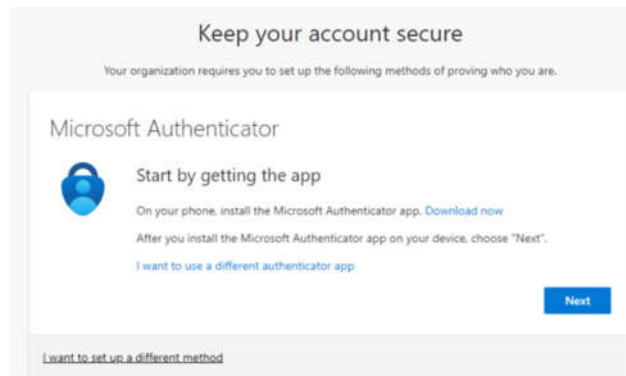 Keep your account secure
Your organization requires you to set up the following methods of proving who you are.
Microsoft Authenticator
Start by getting the app
On your phone, install the Microsoft Authenticator app. Download now
After you install the Microsoft Authenticator app on your device, choose "Next".
I want to use a different authenticator app
Next
I want to set up a different method